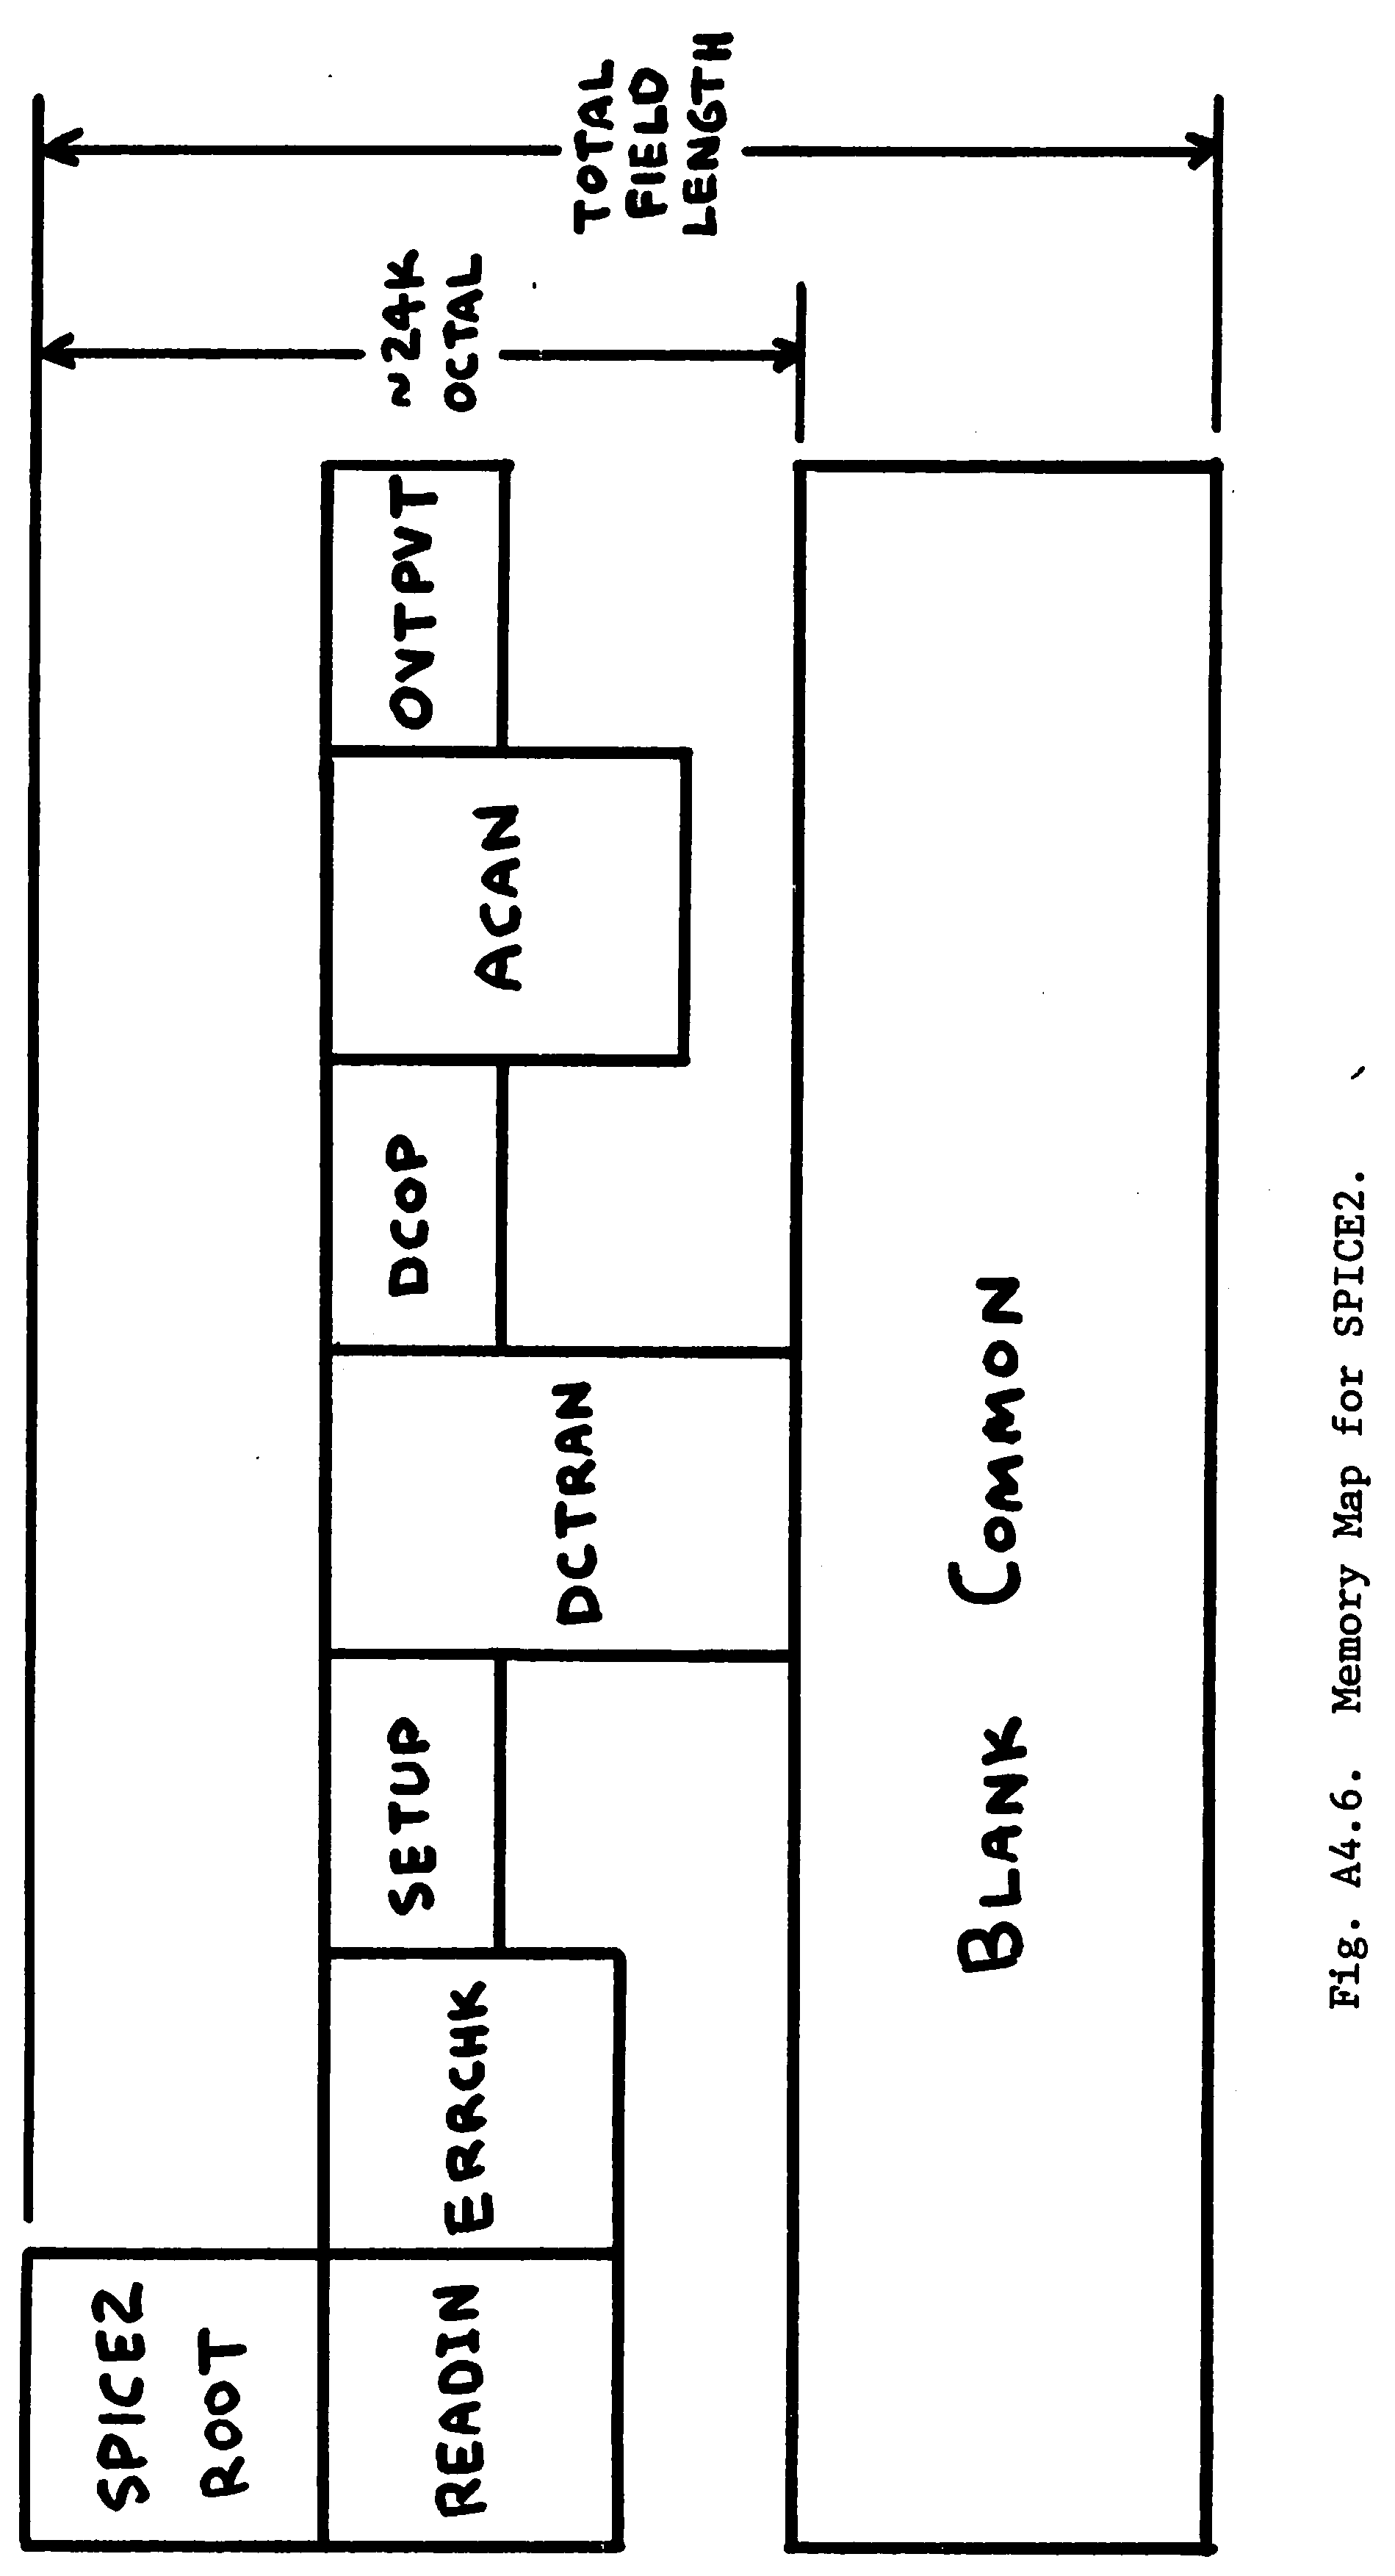 SPICE2
ROOT
READIN
ERRCHK
SETUP
DCTRAN
DCOP
ACAN
OVTPVT
~24K
OCTAL
TOTAL
FIELD
LENGTH
BLANK COMMON
Fig. A4.6. Memory Map for SPICE2.